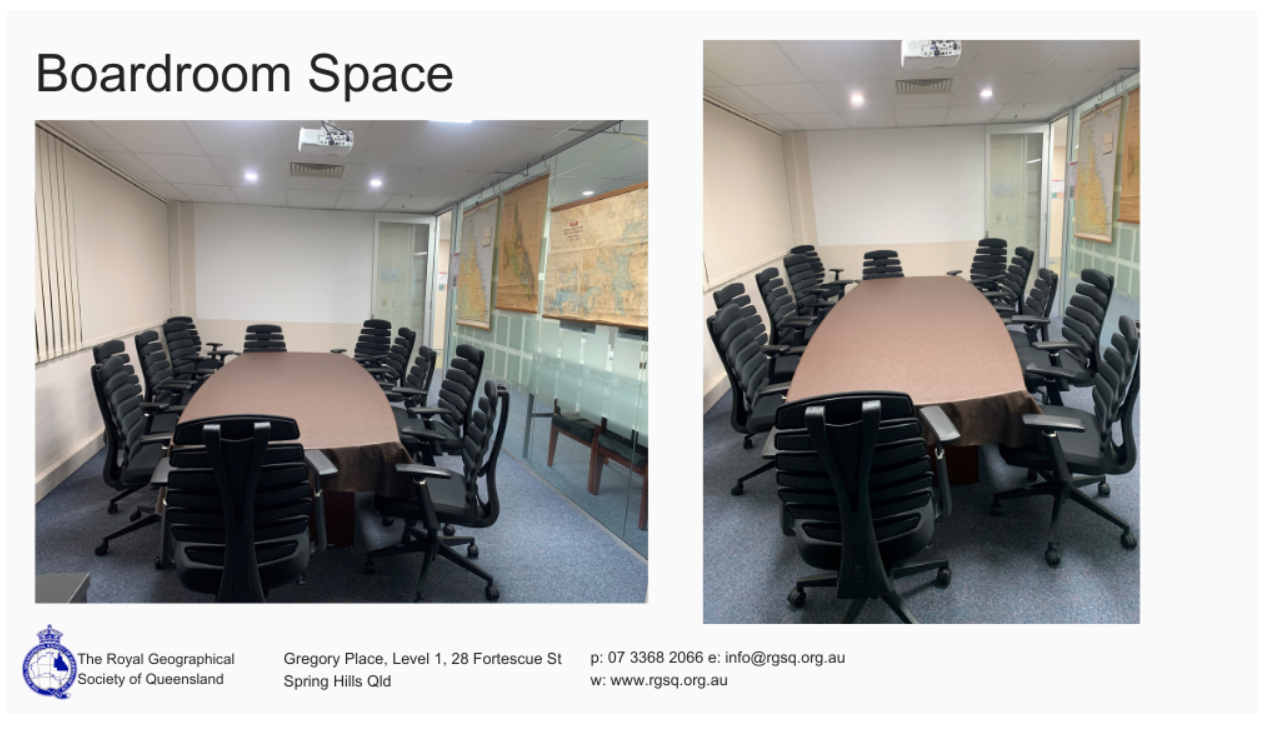 Boardroom Space
The Royal Geographical
Society of Queensland
Gregory Place, Level 1, 28 Fortescue St
Spring Hills Qld
p: 07 3368 2066 e: info@rgsq.org.au
w: www.rgsq.org.au